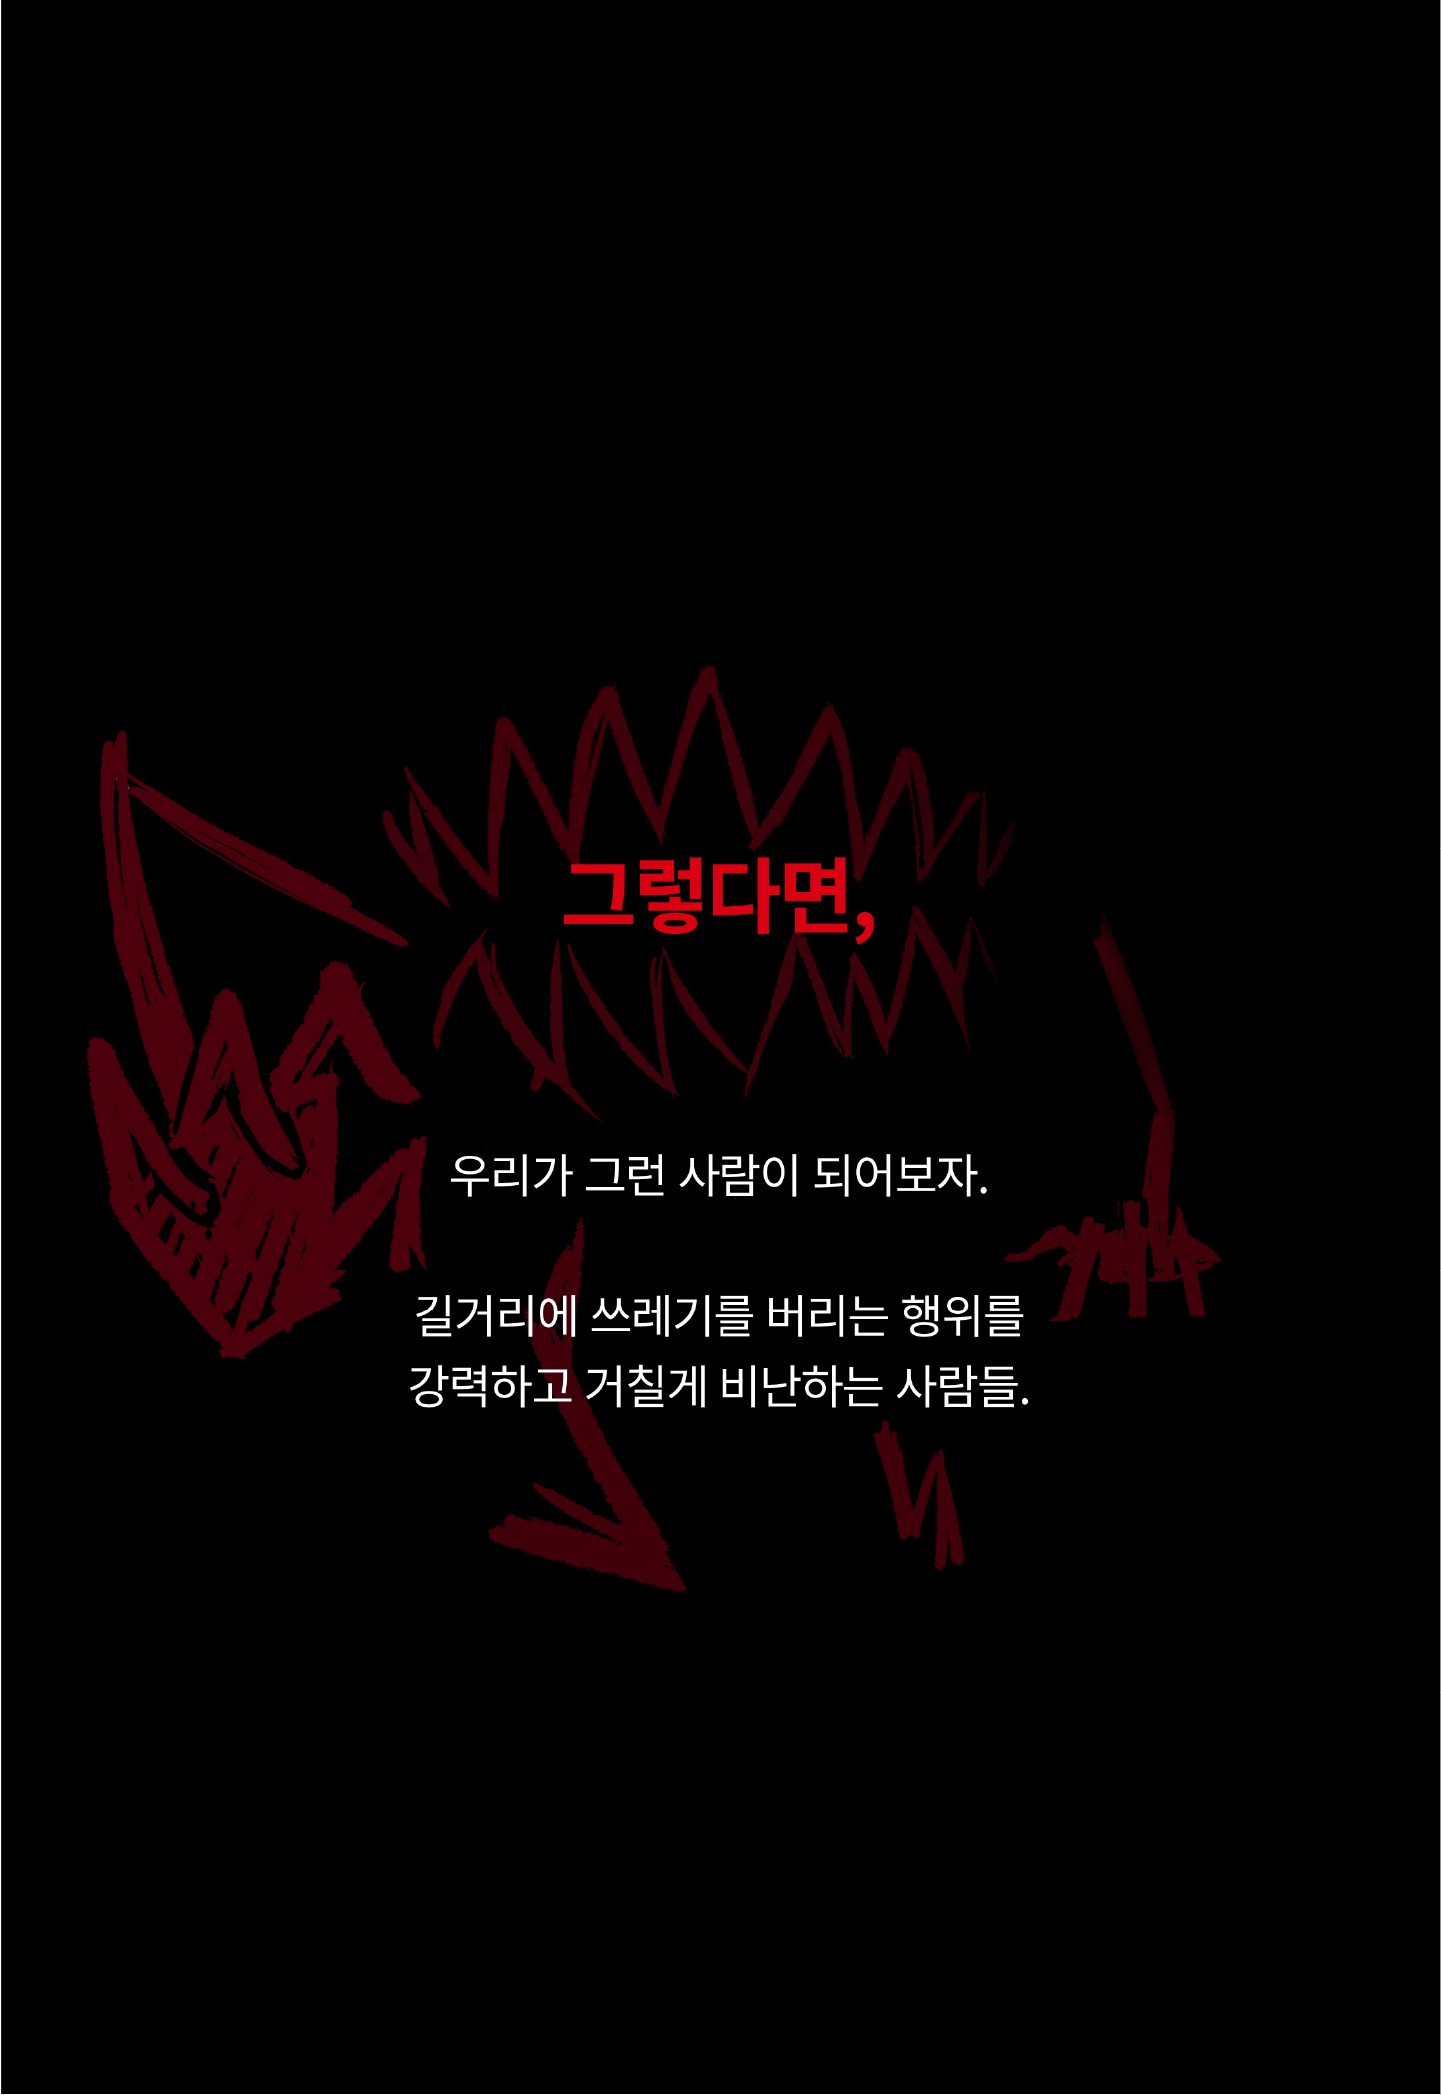 그렇다면,
우리가 그런 사람이 되어보자.
길거리에 쓰레기를 버리는 행위를
강력하고 거칠게 비난하는 사람들.